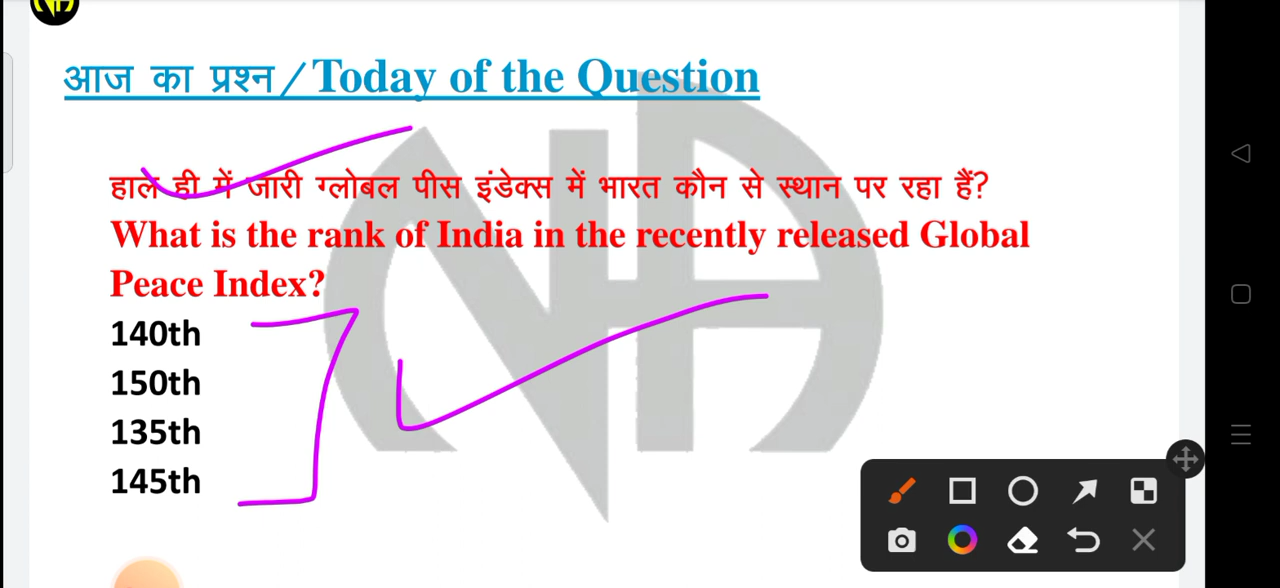 आज का प्रश्न/Today of the Question
हाले ही में जारी ग्लोबल पीस इंडेक्स में भारत कौन से स्थान पर रहा हैं?
What is the rank of India in the recently released Global
Peace Index?
140th
150th
135th
145th